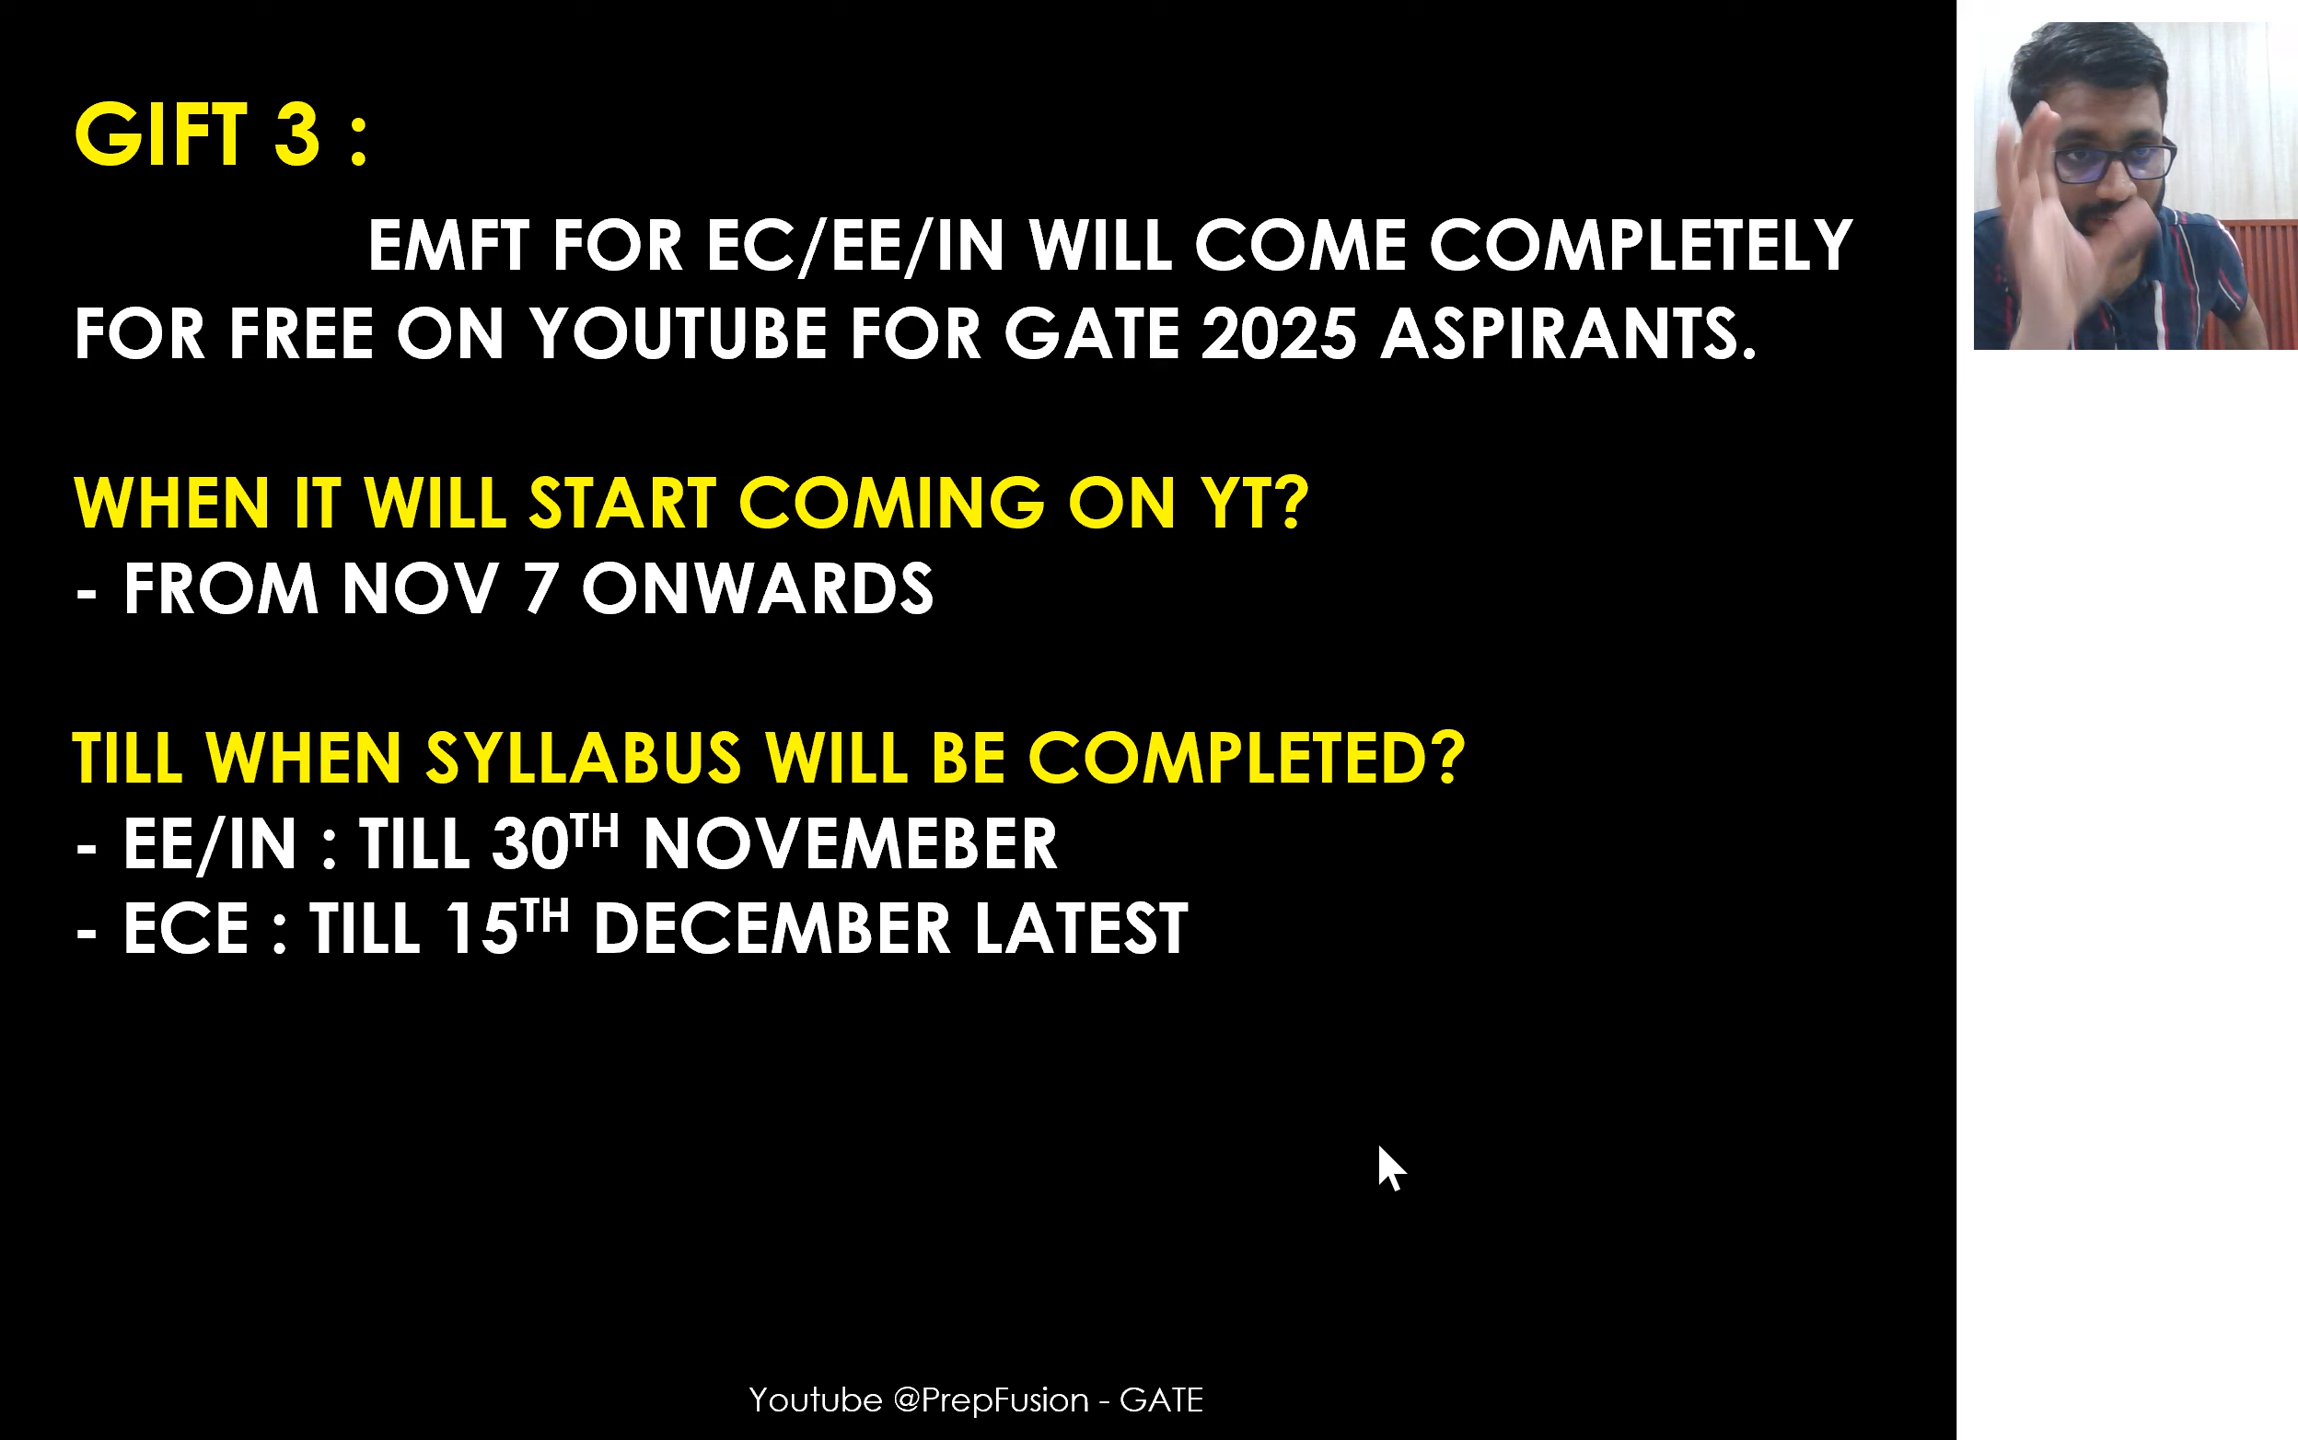 GIFT 3 :
EMFT FOR EC/EE/IN WILL COME COMPLETELY
FOR FREE ON YOUTUBE FOR GATE 2025 ASPIRANTS.
WHEN IT WILL START COMING ON YT?
- FROM NOV 7 ONWARDS
TILL WHEN SYLLABUS WILL BE COMPLETED?
- EE/IN : TILL 30TH NOVEMEBER
- ECE : TILL 15TH DECEMBER LATEST
Youtube @PrepFusion - GATE